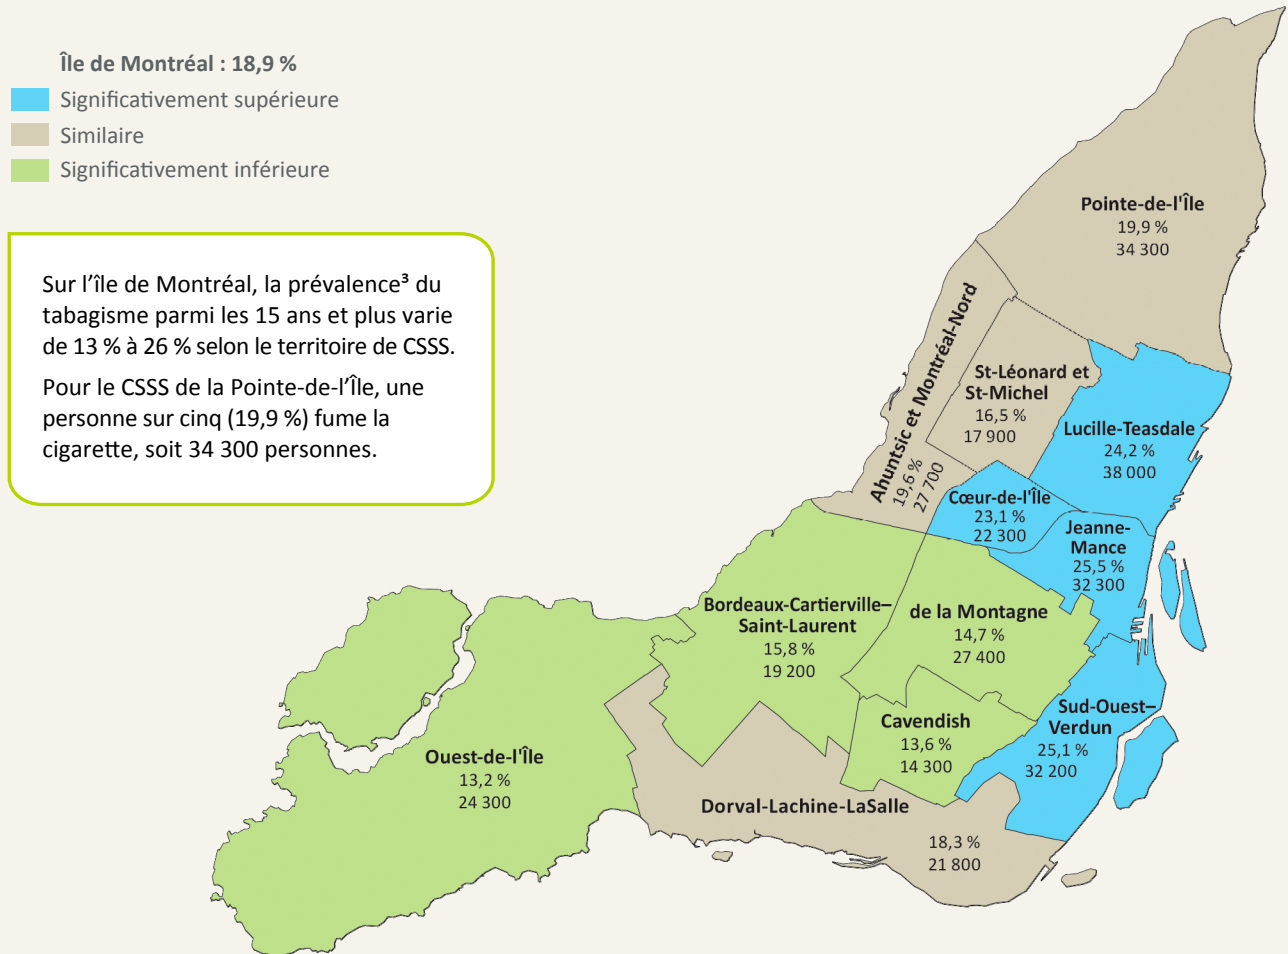 Île de Montréal : 18,9 %
Significativement supérieure
Similaire
Significativement inférieure
Sur l’île de Montréal, la prévalence³ du
tabagisme parmi les 15 ans et plus varie
de 13 % à 26 % selon le territoire de CSSS.
Pour le CSSS de la Pointe-de-l’Île, une
personne sur cinq (19,9 %) fume la
cigarette, soit 34 300 personnes.
Pointe-de-l'Île
19,9 %
34 300
Ahuntsic et Montréal-Nord
19,6 %
27 700
St-Léonard et
St-Michel
16,5 %
17 900
Lucille-Teasdale
24,2 %
38 000
Cœur-de-l'Île
23,1 %
22 300
Jeanne-
Mance
25,5 %
32 300
Bordeaux-Cartierville–
Saint-Laurent
15,8 %
19 200
de la Montagne
14,7 %
27 400
Cavendish
13,6 %
14 300
Sud-Ouest–
Verdun
25,1 %
32 200
Ouest-de-l'Île
13,2 %
24 300
Dorval-Lachine-LaSalle
18,3 %
21 800